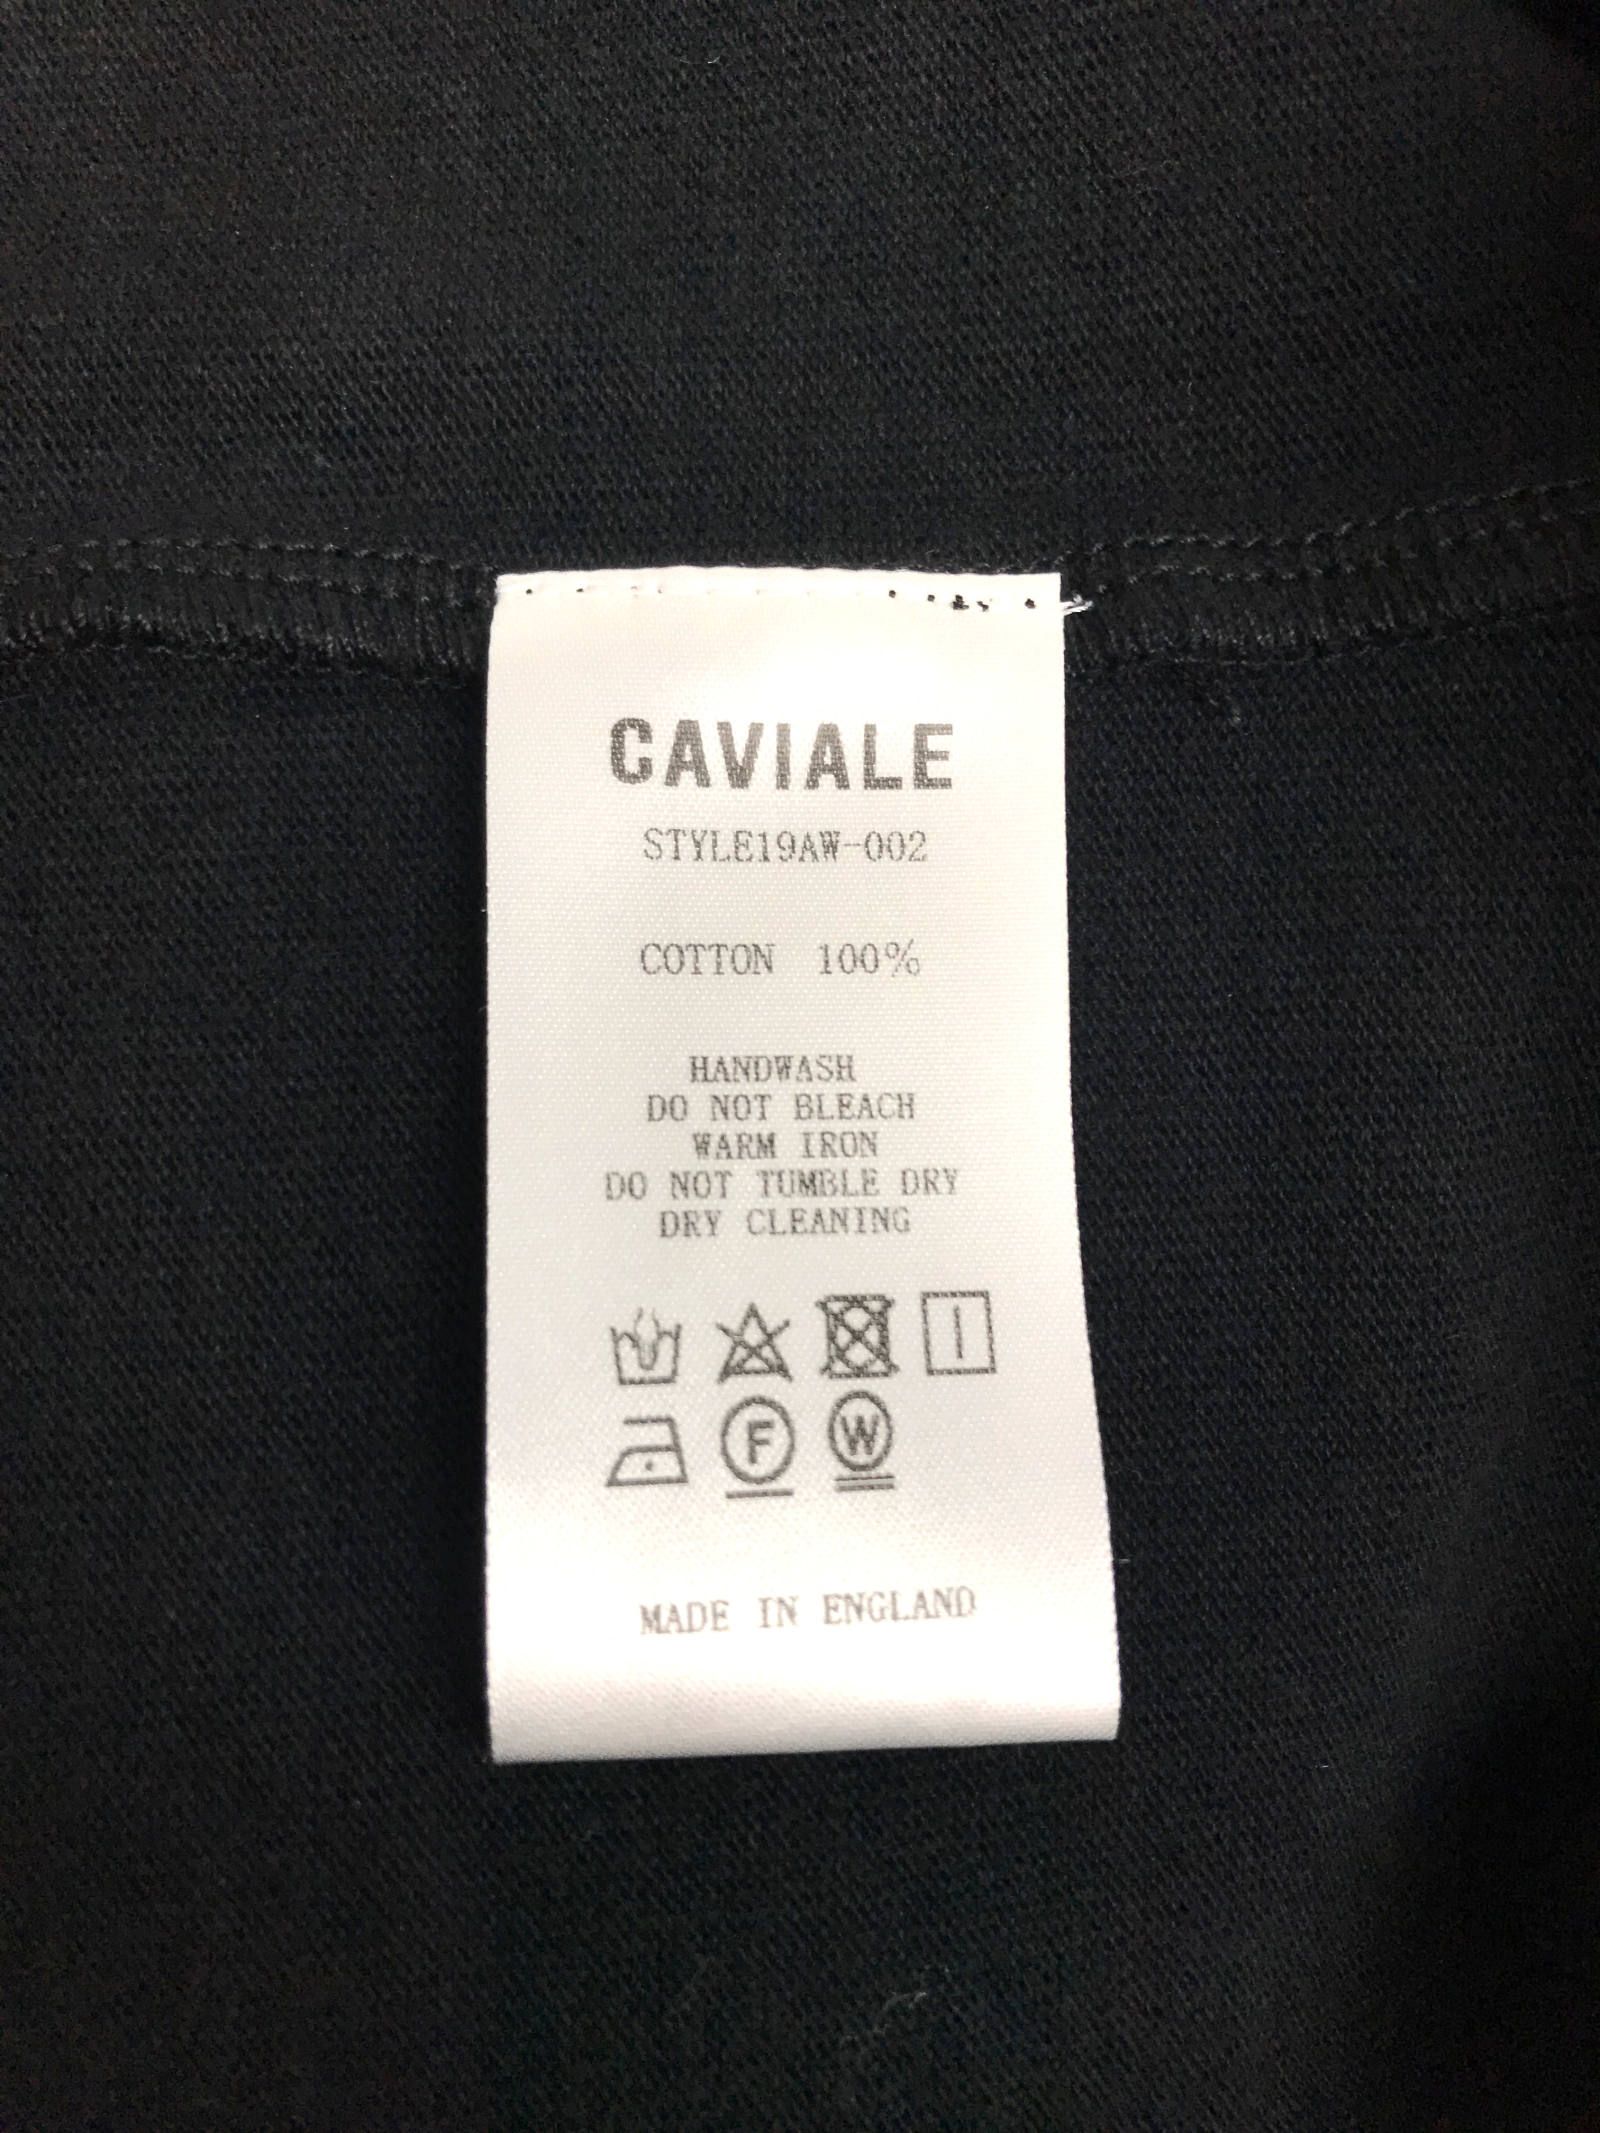 CAVIALE
STYLE19AW-002
COTTON 100%
HANDWASH
DO NOT BLEACH
WARM IRON
DO NOT TUMBLE DRY
DRY CLEANING
F W
MADE IN ENGLAND